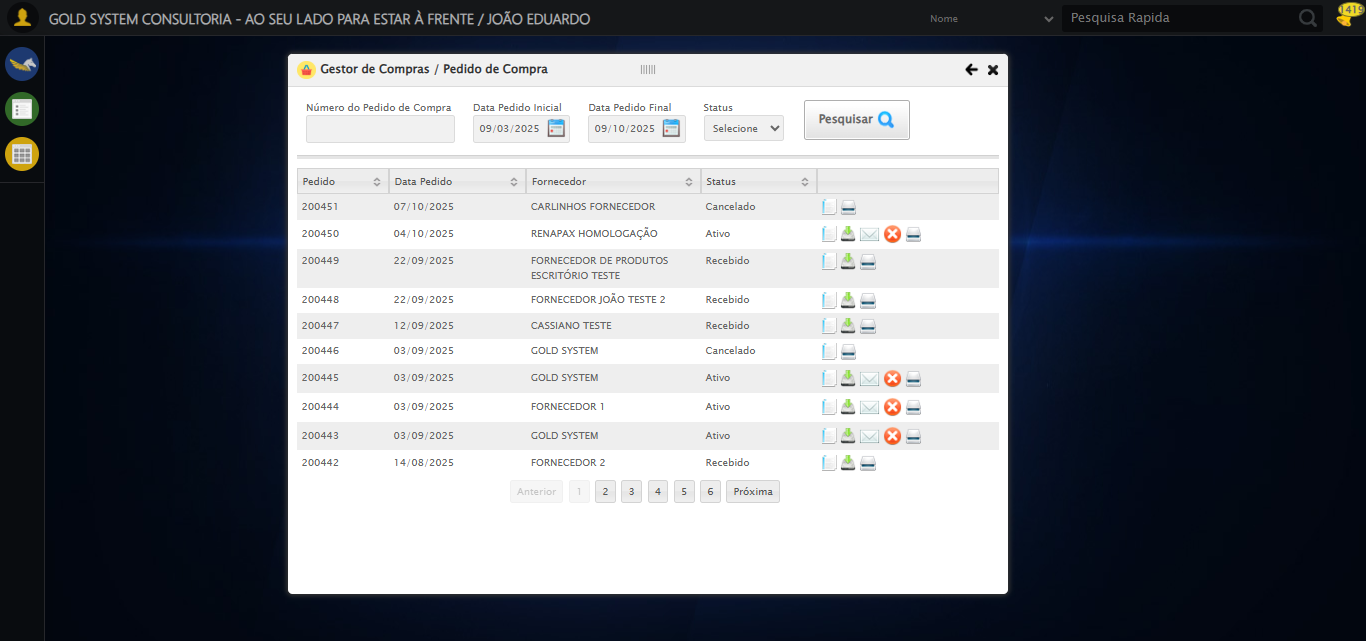 GOLD SYSTEM CONSULTORIA - AO SEU LADO PARA ESTAR À FRENTE / JOÃO EDUARDO
Nome
Pesquisa Rapida
1419
Gestor de Compras / Pedido de Compra
Número do Pedido de Compra Data Pedido Inicial Data Pedido Final Status
09/03/2025 09/10/2025 Selecione Pesquisar
Pedido Data Pedido Fornecedor Status
200451 07/10/2025 CARLINHOS FORNECEDOR Cancelado
200450 04/10/2025 RENAPAX HOMOLOGAÇÃO Ativo
200449 22/09/2025 FORNECEDOR DE PRODUTOS Recebido
ESCRITÓRIO TESTE
200448 22/09/2025 FORNECEDOR JOÃO TESTE 2 Recebido
200447 12/09/2025 CASSIANO TESTE Recebido
200446 03/09/2025 GOLD SYSTEM Cancelado
200445 03/09/2025 GOLD SYSTEM Ativo
200444 03/09/2025 FORNECEDOR 1 Ativo
200443 03/09/2025 GOLD SYSTEM Ativo
200442 14/08/2025 FORNECEDOR 2 Recebido
Anterior 1 2 3 4 5 6 Próxima